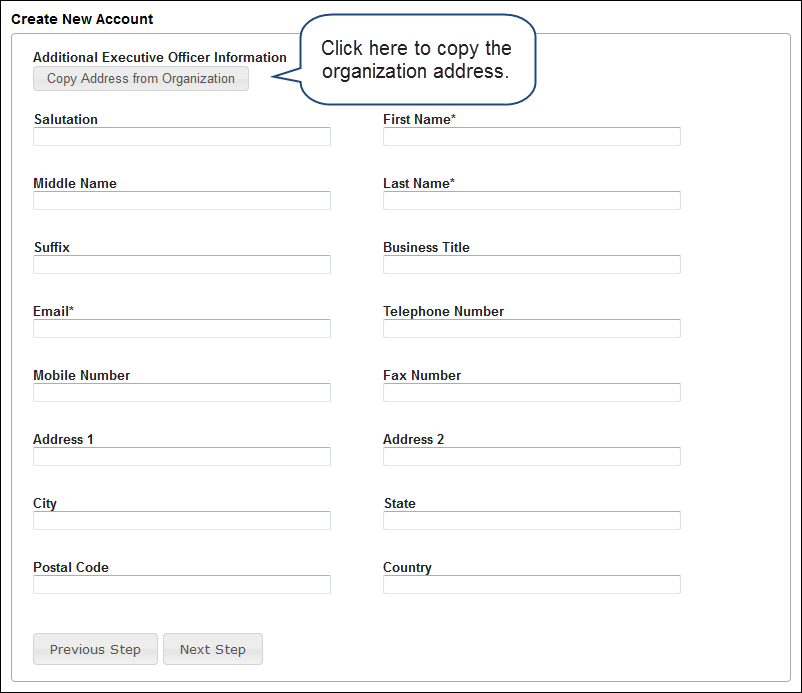 Create New Account
Additional Executive Officer Information
Copy Address from Organization
Click here to copy the
organization address.
Salutation
First Name*
Middle Name
Last Name*
Suffix
Business Title
Email*
Telephone Number
Mobile Number
Fax Number
Address 1
Address 2
City
State
Postal Code
Country
Previous Step
Next Step